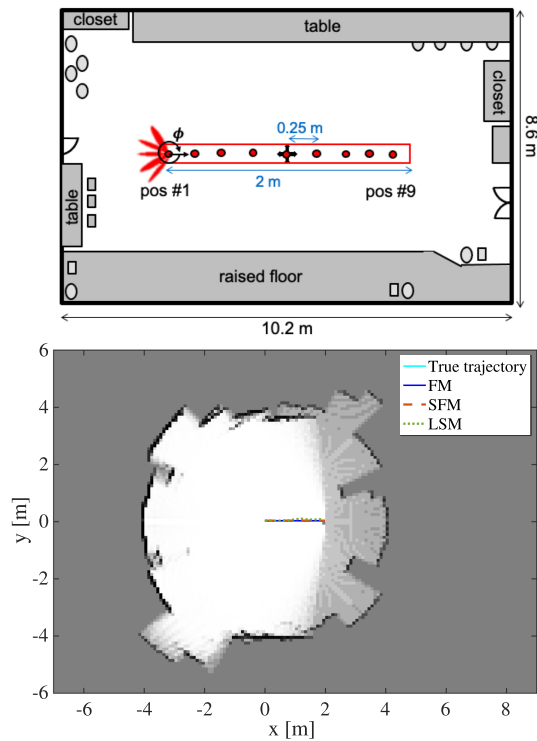 closet
table
closet
8.6 m
ϕ
0.25 m
2 m
pos #1
pos #9
table
raised floor
10.2 m
6
4
2
0
-2
-4
-6
y [m]
True trajectory
FM
SFM
LSM
-6 -4 -2 0 2 4 6 8
x [m]